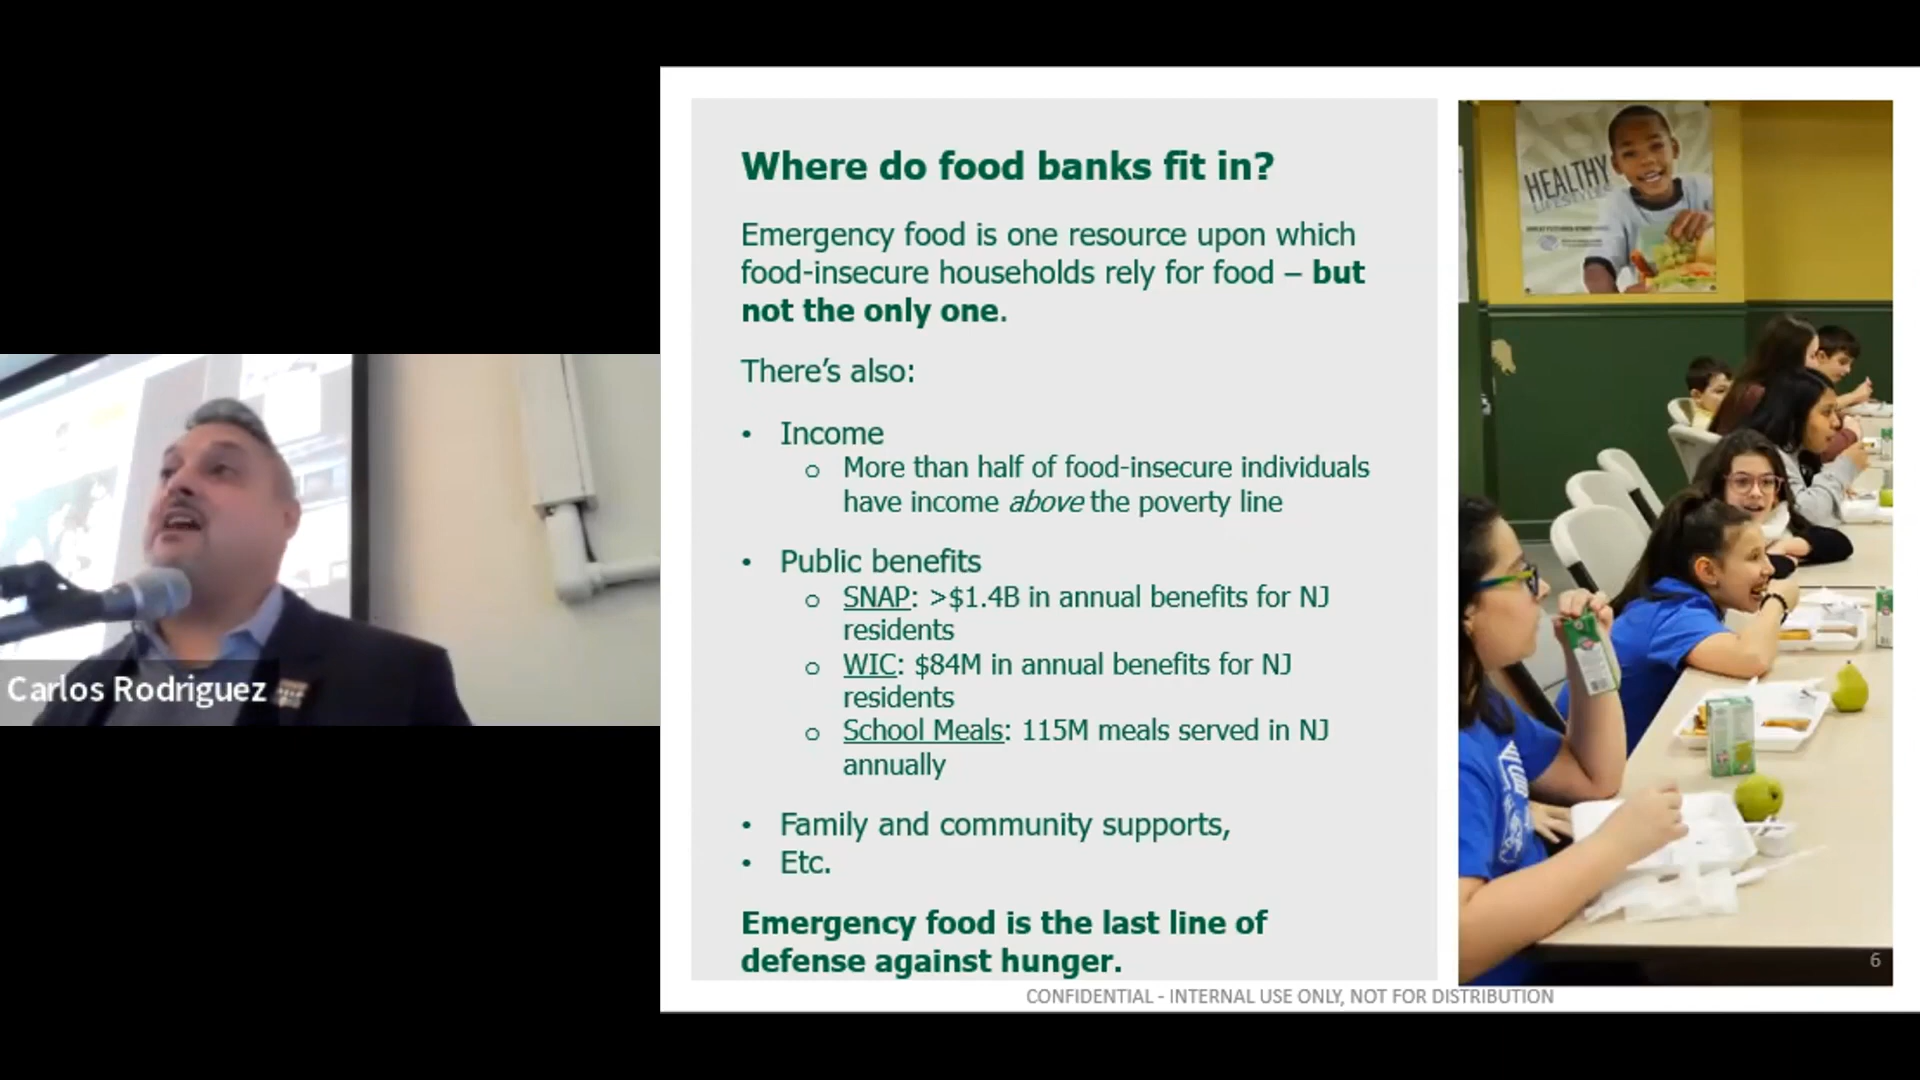 Where do food banks fit in?
Emergency food is one resource upon which
food-insecure households rely for food – but
not the only one.
There's also:
• Income
o More than half of food-insecure individuals
have income above the poverty line
• Public benefits
o SNAP: >$1.4B in annual benefits for NJ
residents
o WIC: $84M in annual benefits for NJ
residents
o School Meals: 115M meals served in NJ
annually
• Family and community supports,
• Etc.
Emergency food is the last line of
defense against hunger.
HEALTHY
LIFESTYLES
6
CONFIDENTIAL - INTERNAL USE ONLY, NOT FOR DISTRIBUTION
Carlos Rodriguez